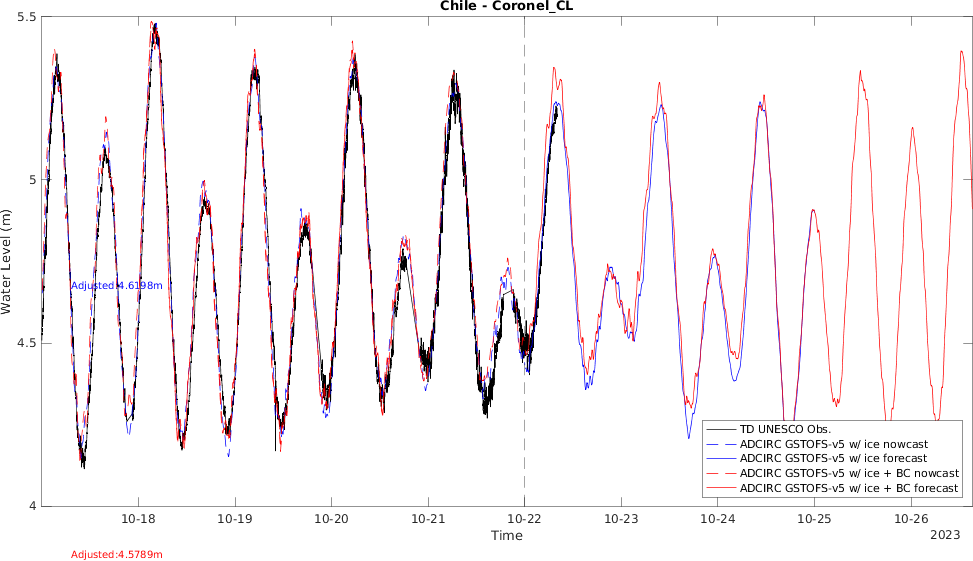 Chile - Coronel_CL
5.5
5
4.5
4
Water Level (m)
Adjusted:4.6198m
TD UNESCO Obs.
ADCIRC GSTOFS-v5 w/ ice nowcast
ADCIRC GSTOFS-v5 w/ ice forecast
ADCIRC GSTOFS-v5 w/ ice + BC nowcast
ADCIRC GSTOFS-v5 w/ ice + BC forecast
10-18 10-19 10-20 10-21 10-22 10-23 10-24 10-25 10-26
Time
2023
Adjusted:4.5789m